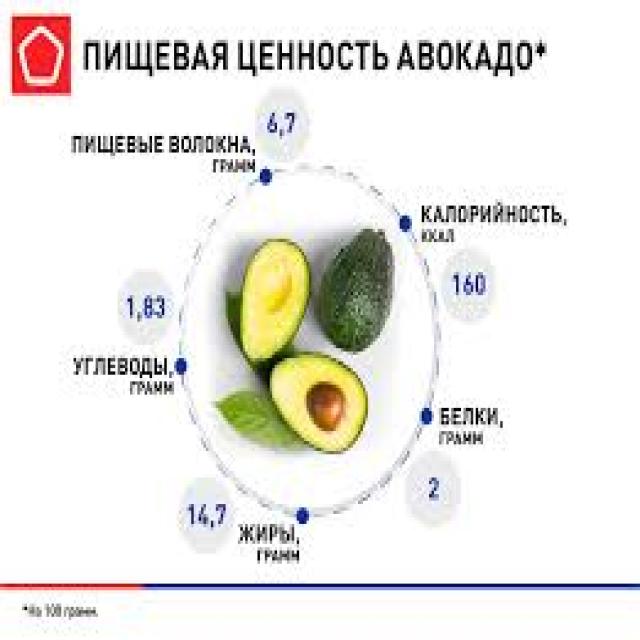 ПИЩЕВАЯ ЦЕННОСТЬ АВОКАДО*
6,7
ПИЩЕВЫЕ ВОЛОКНА,
ГРАММ
КАЛОРИЙНОСТЬ,
ККАЛ
160
1,83
УГЛЕВОДЫ,
ГРАММ
БЕЛКИ,
ГРАММ
2
14,7
ЖИРЫ,
ГРАММ
*На 100 грамм.